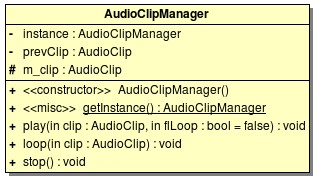 AudioClipManager
- instance : AudioClipManager
- prevClip : AudioClip
# m_clip : AudioClip
+ <<constructor>> AudioClipManager()
+ <<misc>> getInstance() : AudioClipManager
+ play(in clip : AudioClip, in flLoop : bool = false) : void
+ loop(in clip : AudioClip) : void
+ stop() : void